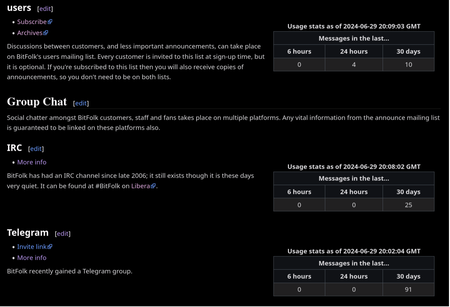 users [edit]
• Subscribe
• Archives
Discussions between customers, and less important announcements, can take place
on BitFolk's users mailing list. Every customer is invited to this list at sign-up time, but
it is optional. If you're subscribed to this list then you will also receive copies of
announcements, so you don't need to be on both lists.
Usage stats as of 2024-06-29 20:09:03 GMT
Messages in the last...
6 hours 24 hours 30 days
0 4 10
Group Chat [edit]
Social chatter amongst BitFolk customers, staff and fans takes place on multiple platforms. Any vital information from the announce mailing list
is guaranteed to be linked on these platforms also.
IRC [edit]
• More info
BitFolk has had an IRC channel since late 2006; it still exists though it is these days
very quiet. It can be found at #BitFolk on Libera.
Usage stats as of 2024-06-29 20:08:02 GMT
Messages in the last...
6 hours 24 hours 30 days
0 0 25
Telegram [edit]
• Invite link
• More info
BitFolk recently gained a Telegram group.
Usage stats as of 2024-06-29 20:02:04 GMT
Messages in the last...
6 hours 24 hours 30 days
0 0 91